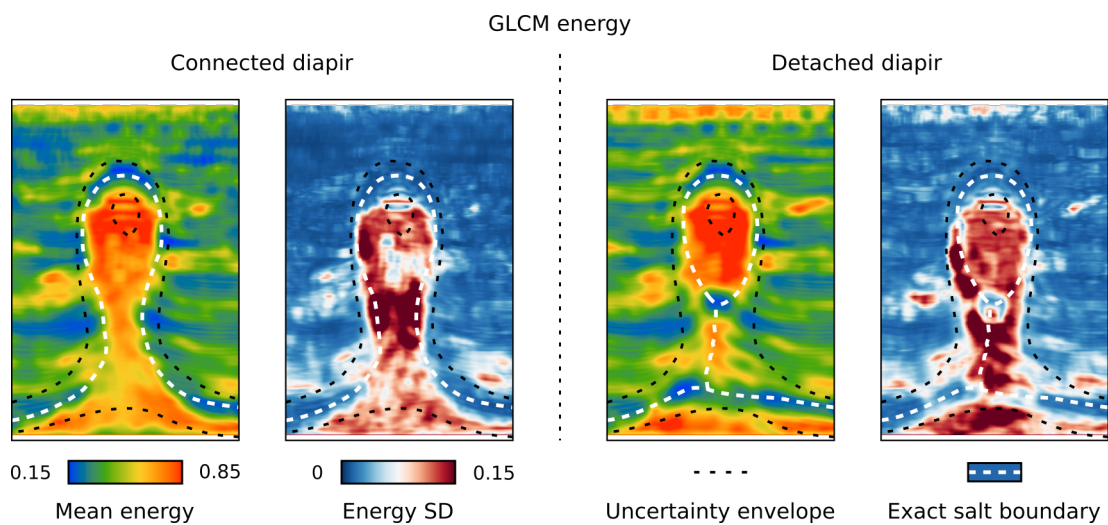 GLCM energy
Connected diapir
Detached diapir
0.15 0.85
0 0.15
Mean energy
Energy SD
Uncertainty envelope
Exact salt boundary